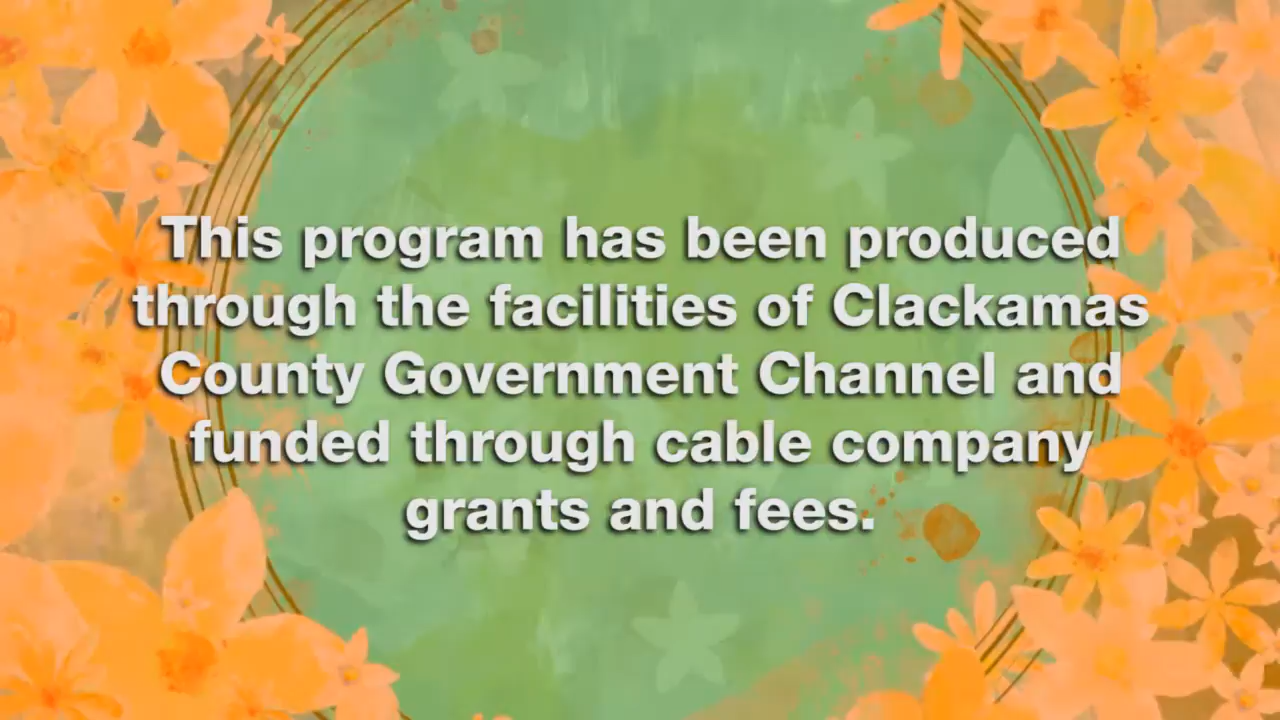 This program has been produced
through the facilities of Clackamas
County Government Channel and
funded through cable company
grants and fees.